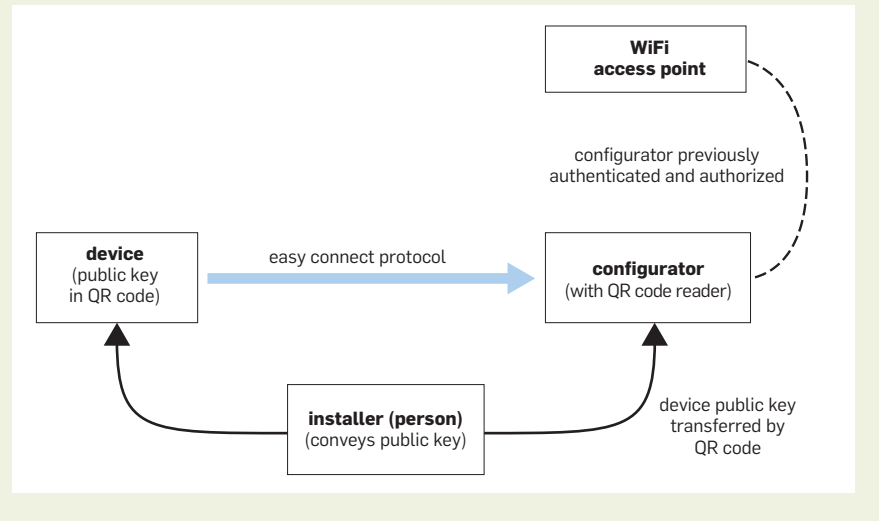 WiFi
access point
configurator previously
authenticated and authorized
device
(public key
in QR code)
easy connect protocol
configurator
(with QR code reader)
installer (person)
(conveys public key)
device public key
transferred by
QR code